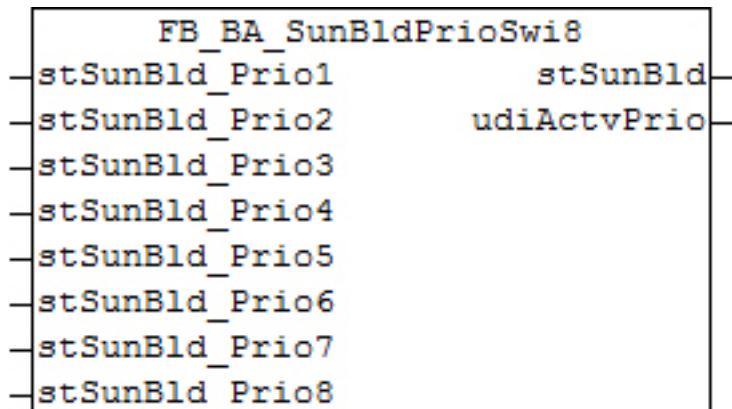 FB_BA_SunBldPrioSwi8
stSunBld_Prio1 stSunBld
stSunBld_Prio2 udiActvPrio
stSunBld_Prio3
stSunBld_Prio4
stSunBld_Prio5
stSunBld_Prio6
stSunBld_Prio7
stSunBld_Prio8